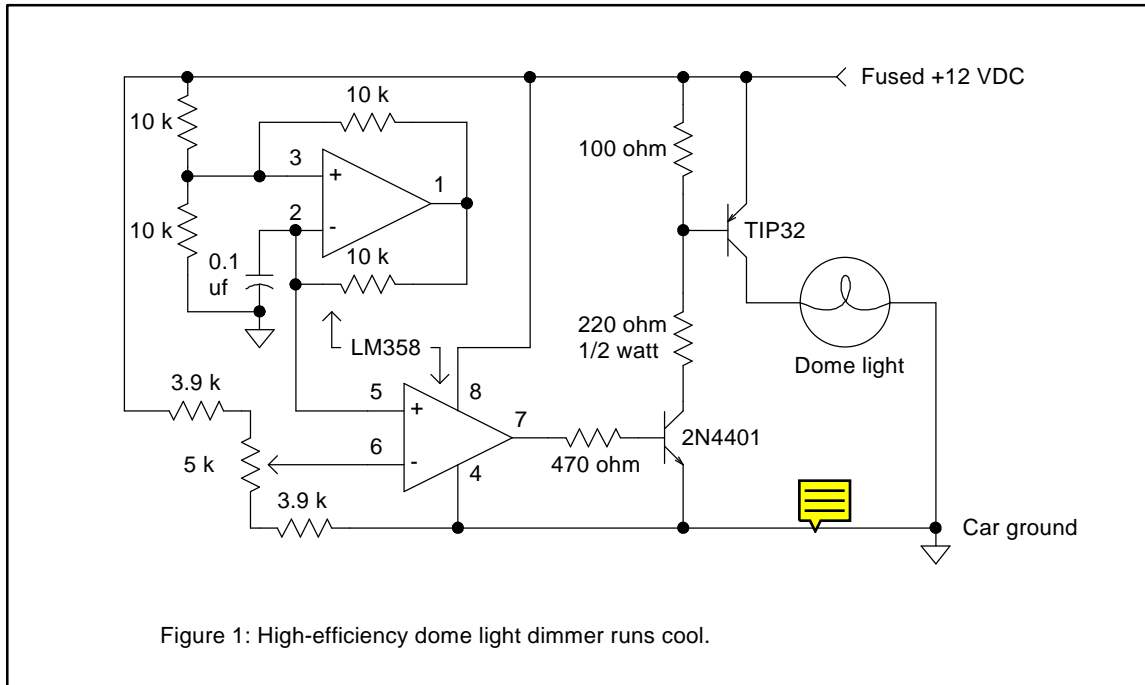 Fused +12 VDC
10 k
10 k
100 ohm
3
+
1
2
-
TIP32
10 k
10 k
0.1
uf
220 ohm
1/2 watt
LM358
Dome light
3.9 k
5
+
8
7
2N4401
6
-
5 k
4
470 ohm
3.9 k
Car ground
Figure 1: High-efficiency dome light dimmer runs cool.